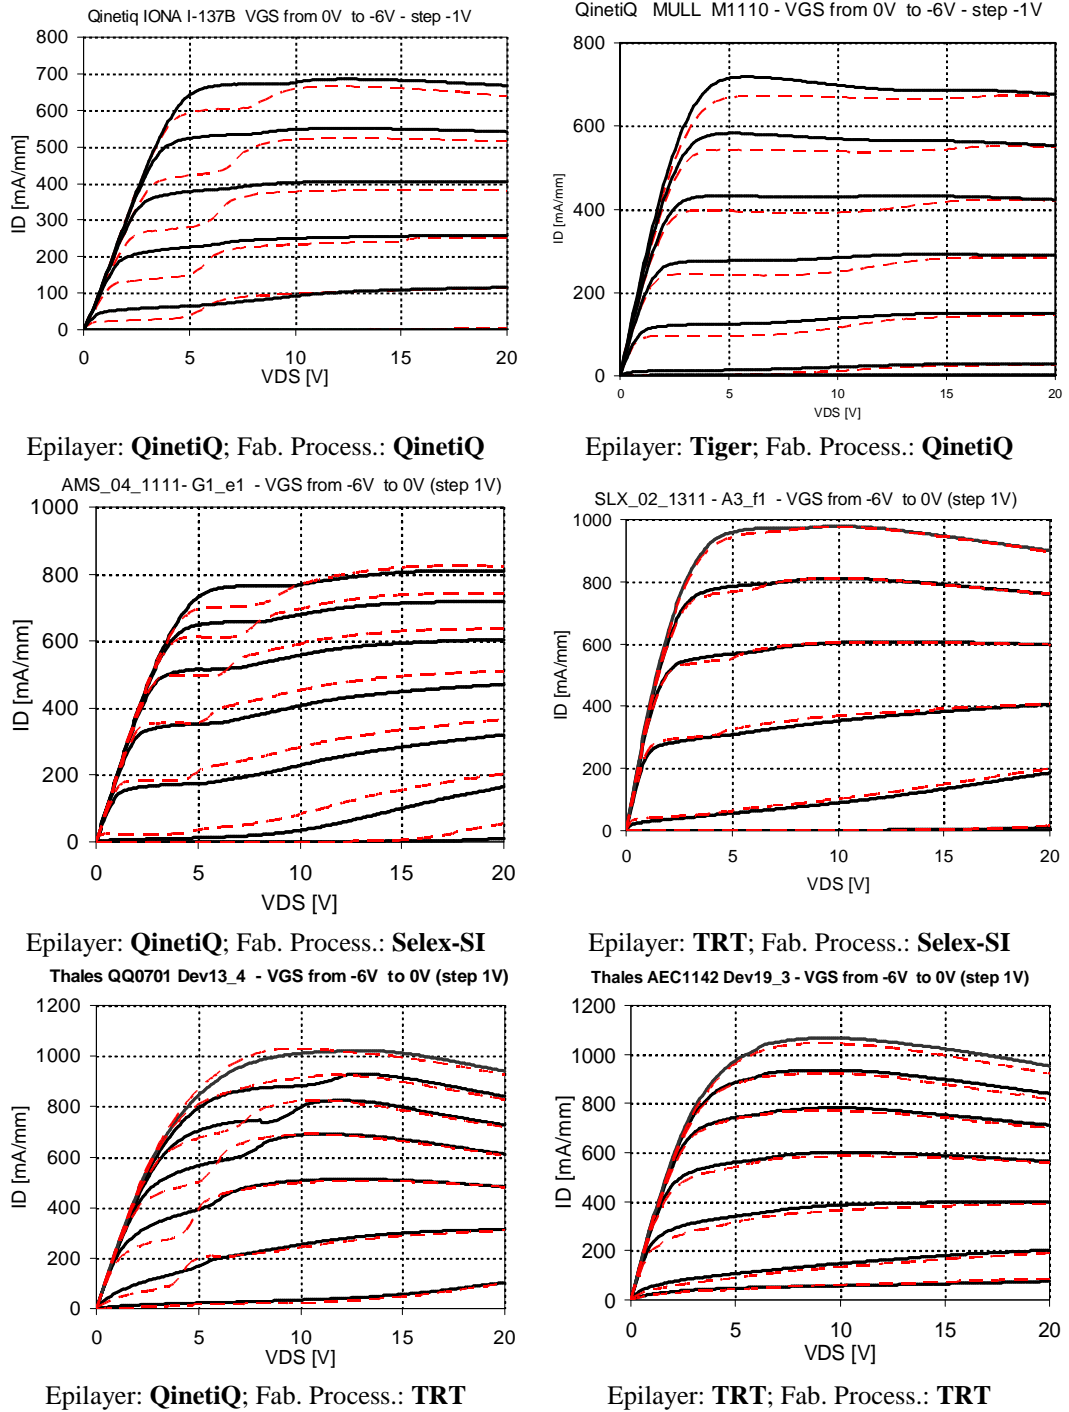 Qinetiq IONA I-137B VGS from 0V to -6V - step -1V
800
700
600
500
400
300
200
100
0
ID [mA/mm]
0 5 10 15 20
VDS [V]
Epilayer: QinetiQ; Fab. Process.: QinetiQ
QinetiQ MULL M1110 - VGS from 0V to -6V - step -1V
800
600
400
200
0
ID [mA/mm]
0 5 10 15 20
VDS [V]
Epilayer: Tiger; Fab. Process.: QinetiQ
AMS_04_1111- G1_e1 - VGS from -6V to 0V (step 1V)
1000
800
600
400
200
0
ID [mA/mm]
0 5 10 15 20
VDS [V]
Epilayer: QinetiQ; Fab. Process.: Selex-SI
SLX_02_1311 - A3_f1 - VGS from -6V to 0V (step 1V)
1000
800
600
400
200
0
ID [mA/mm]
0 5 10 15 20
VDS [V]
Epilayer: TRT; Fab. Process.: Selex-SI
Thales QQ0701 Dev13_4 - VGS from -6V to 0V (step 1V)
1200
1000
800
600
400
200
0
ID [mA/mm]
0 5 10 15 20
VDS [V]
Epilayer: QinetiQ; Fab. Process.: TRT
Thales AEC1142 Dev19_3 - VGS from -6V to 0V (step 1V)
1200
1000
800
600
400
200
0
ID [mA/mm]
0 5 10 15 20
VDS [V]
Epilayer: TRT; Fab. Process.: TRT